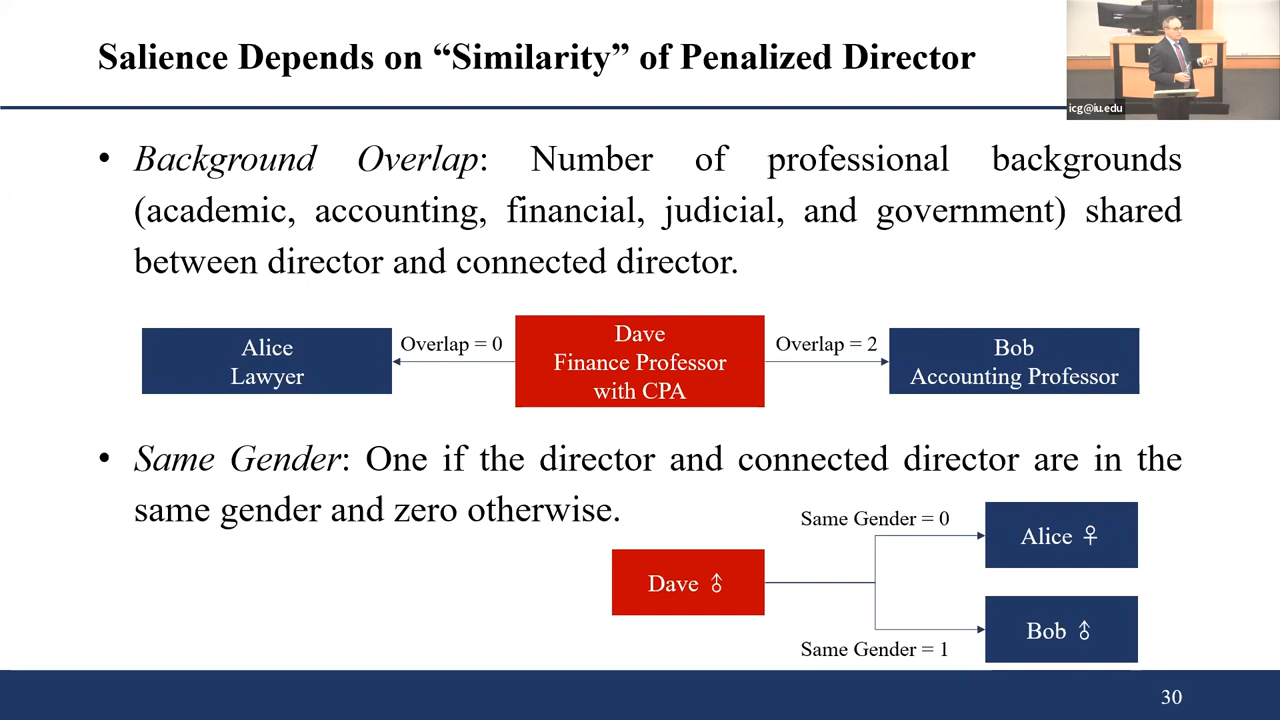 Salience Depends on “Similarity” of Penalized Director
icg@iu.edu
• Background Overlap: Number of professional backgrounds
(academic, accounting, financial, judicial, and government) shared
between director and connected director.
Alice
Lawyer
Overlap = 0
Dave
Finance Professor
with CPA
Overlap = 2
Bob
Accounting Professor
• Same Gender: One if the director and connected director are in the
same gender and zero otherwise.
Same Gender = 0
Alice ♀
Dave ♂
Bob ♂
Same Gender = 1
30